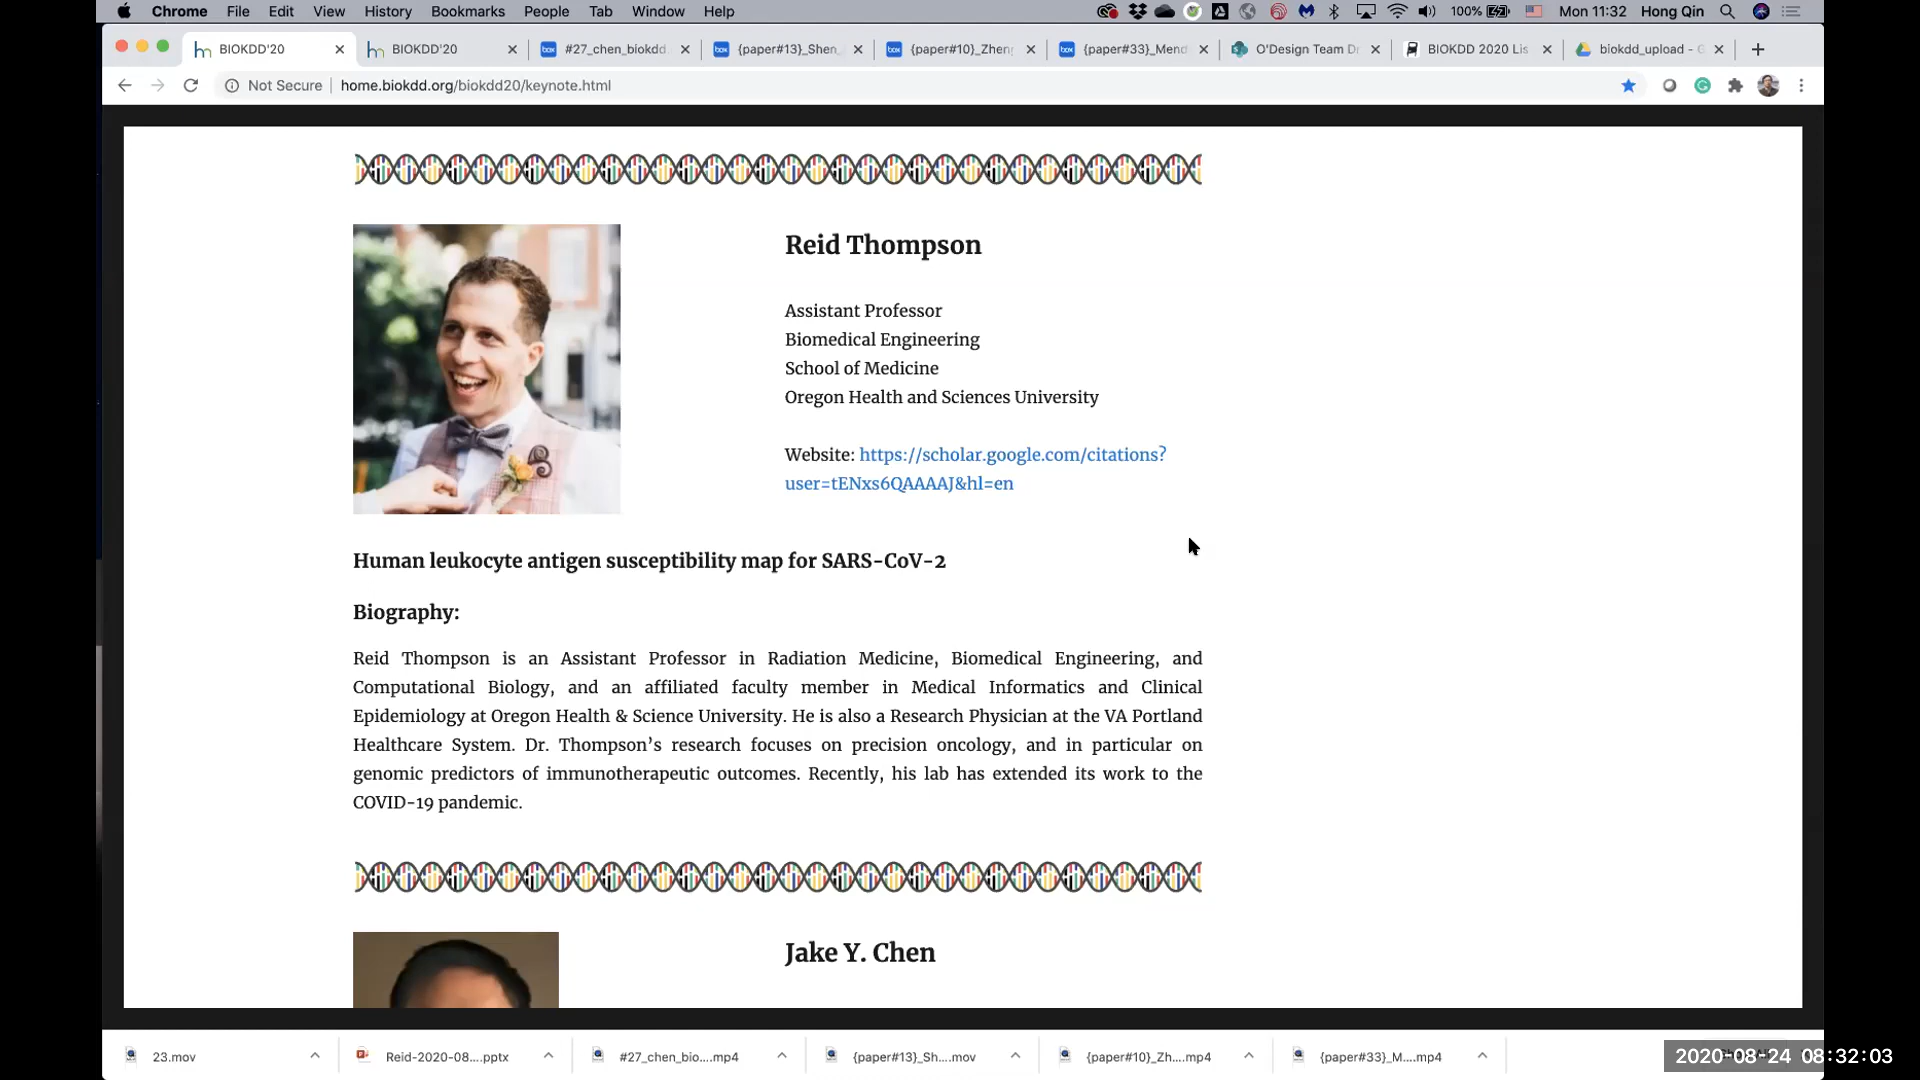 Chrome File Edit View History Bookmarks People Tab Window Help 100% Mon 11:32 Hong Qin
BIOKDD'20 BIOKDD'20 #27_chen_biokdd {paper#13}_Shen_ {paper#10}_Zheng {paper#33}_Mend O'Design Team Dr BIOKDD 2020 Lis biokdd_upload - G
Not Secure home.biokdd.org/biokdd20/keynote.html
Reid Thompson
Assistant Professor
Biomedical Engineering
School of Medicine
Oregon Health and Sciences University
Website: https://scholar.google.com/citations?
user=tENxs6QAAAAJ&hl=en
Human leukocyte antigen susceptibility map for SARS-CoV-2
Biography:
Reid Thompson is an Assistant Professor in Radiation Medicine, Biomedical Engineering, and
Computational Biology, and an affiliated faculty member in Medical Informatics and Clinical
Epidemiology at Oregon Health & Science University. He is also a Research Physician at the VA Portland
Healthcare System. Dr. Thompson's research focuses on precision oncology, and in particular on
genomic predictors of immunotherapeutic outcomes. Recently, his lab has extended its work to the
COVID-19 pandemic.
Jake Y. Chen
23.mov Reid-2020-08....pptx #27_chen_bio....mp4 {paper#13}_Sh....mov {paper#10}_Zh....mp4 {paper#33}_M....mp4
2020-08-24 08:32:03